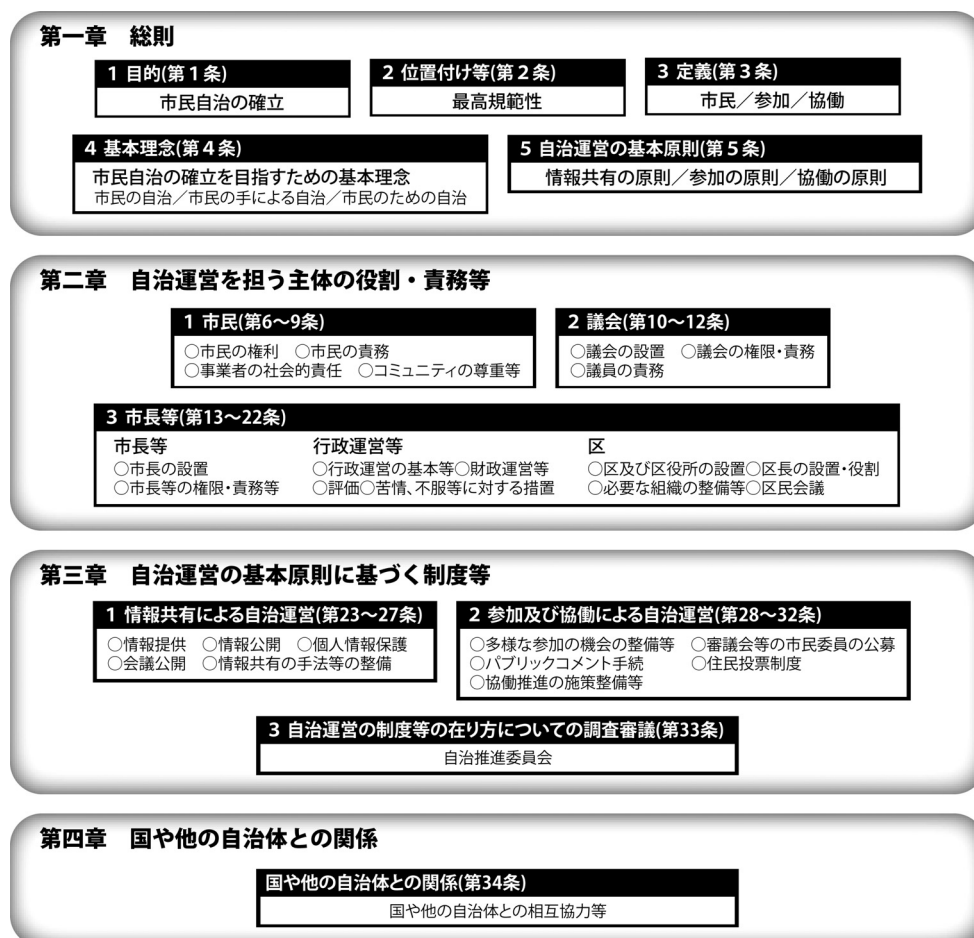 第一章　総則
1 目的(第1条)
市民自治の確立
2 位置付け等(第2条)
最高規範性
3 定義(第3条)
市民／参加／協働
4 基本理念(第4条)
市民自治の確立を目指すための基本理念
市民の自治／市民の手による自治／市民のための自治
5 自治運営の基本原則(第5条)
情報共有の原則／参加の原則／協働の原則
第二章　自治運営を担う主体の役割・責務等
1 市民(第6～9条)
○市民の権利　○市民の責務
○事業者の社会的責任　○コミュニティの尊重等
2 議会(第10～12条)
○議会の設置　○議会の権限・責務
○議員の責務
3 市長等(第13～22条)
市長等
○市長の設置
○市長等の権限・責務等
行政運営等
○行政運営の基本等○財政運営等
○評価○苦情、不服等に対する措置
区
○区及び区役所の設置○区長の設置・役割
○必要な組織の整備等○区民会議
第三章　自治運営の基本原則に基づく制度等
1 情報共有による自治運営(第23～27条)
○情報提供　○情報公開　○個人情報保護
○会議公開　○情報共有の手法等の整備
2 参加及び協働による自治運営(第28～32条)
○多様な参加の機会の整備等　○審議会等の市民委員の公募
○パブリックコメント手続　○住民投票制度
○協働推進の施策整備等
3 自治運営の制度等の在り方についての調査審議(第33条)
自治推進委員会
第四章　国や他の自治体との関係
国や他の自治体との関係(第34条)
国や他の自治体との相互協力等